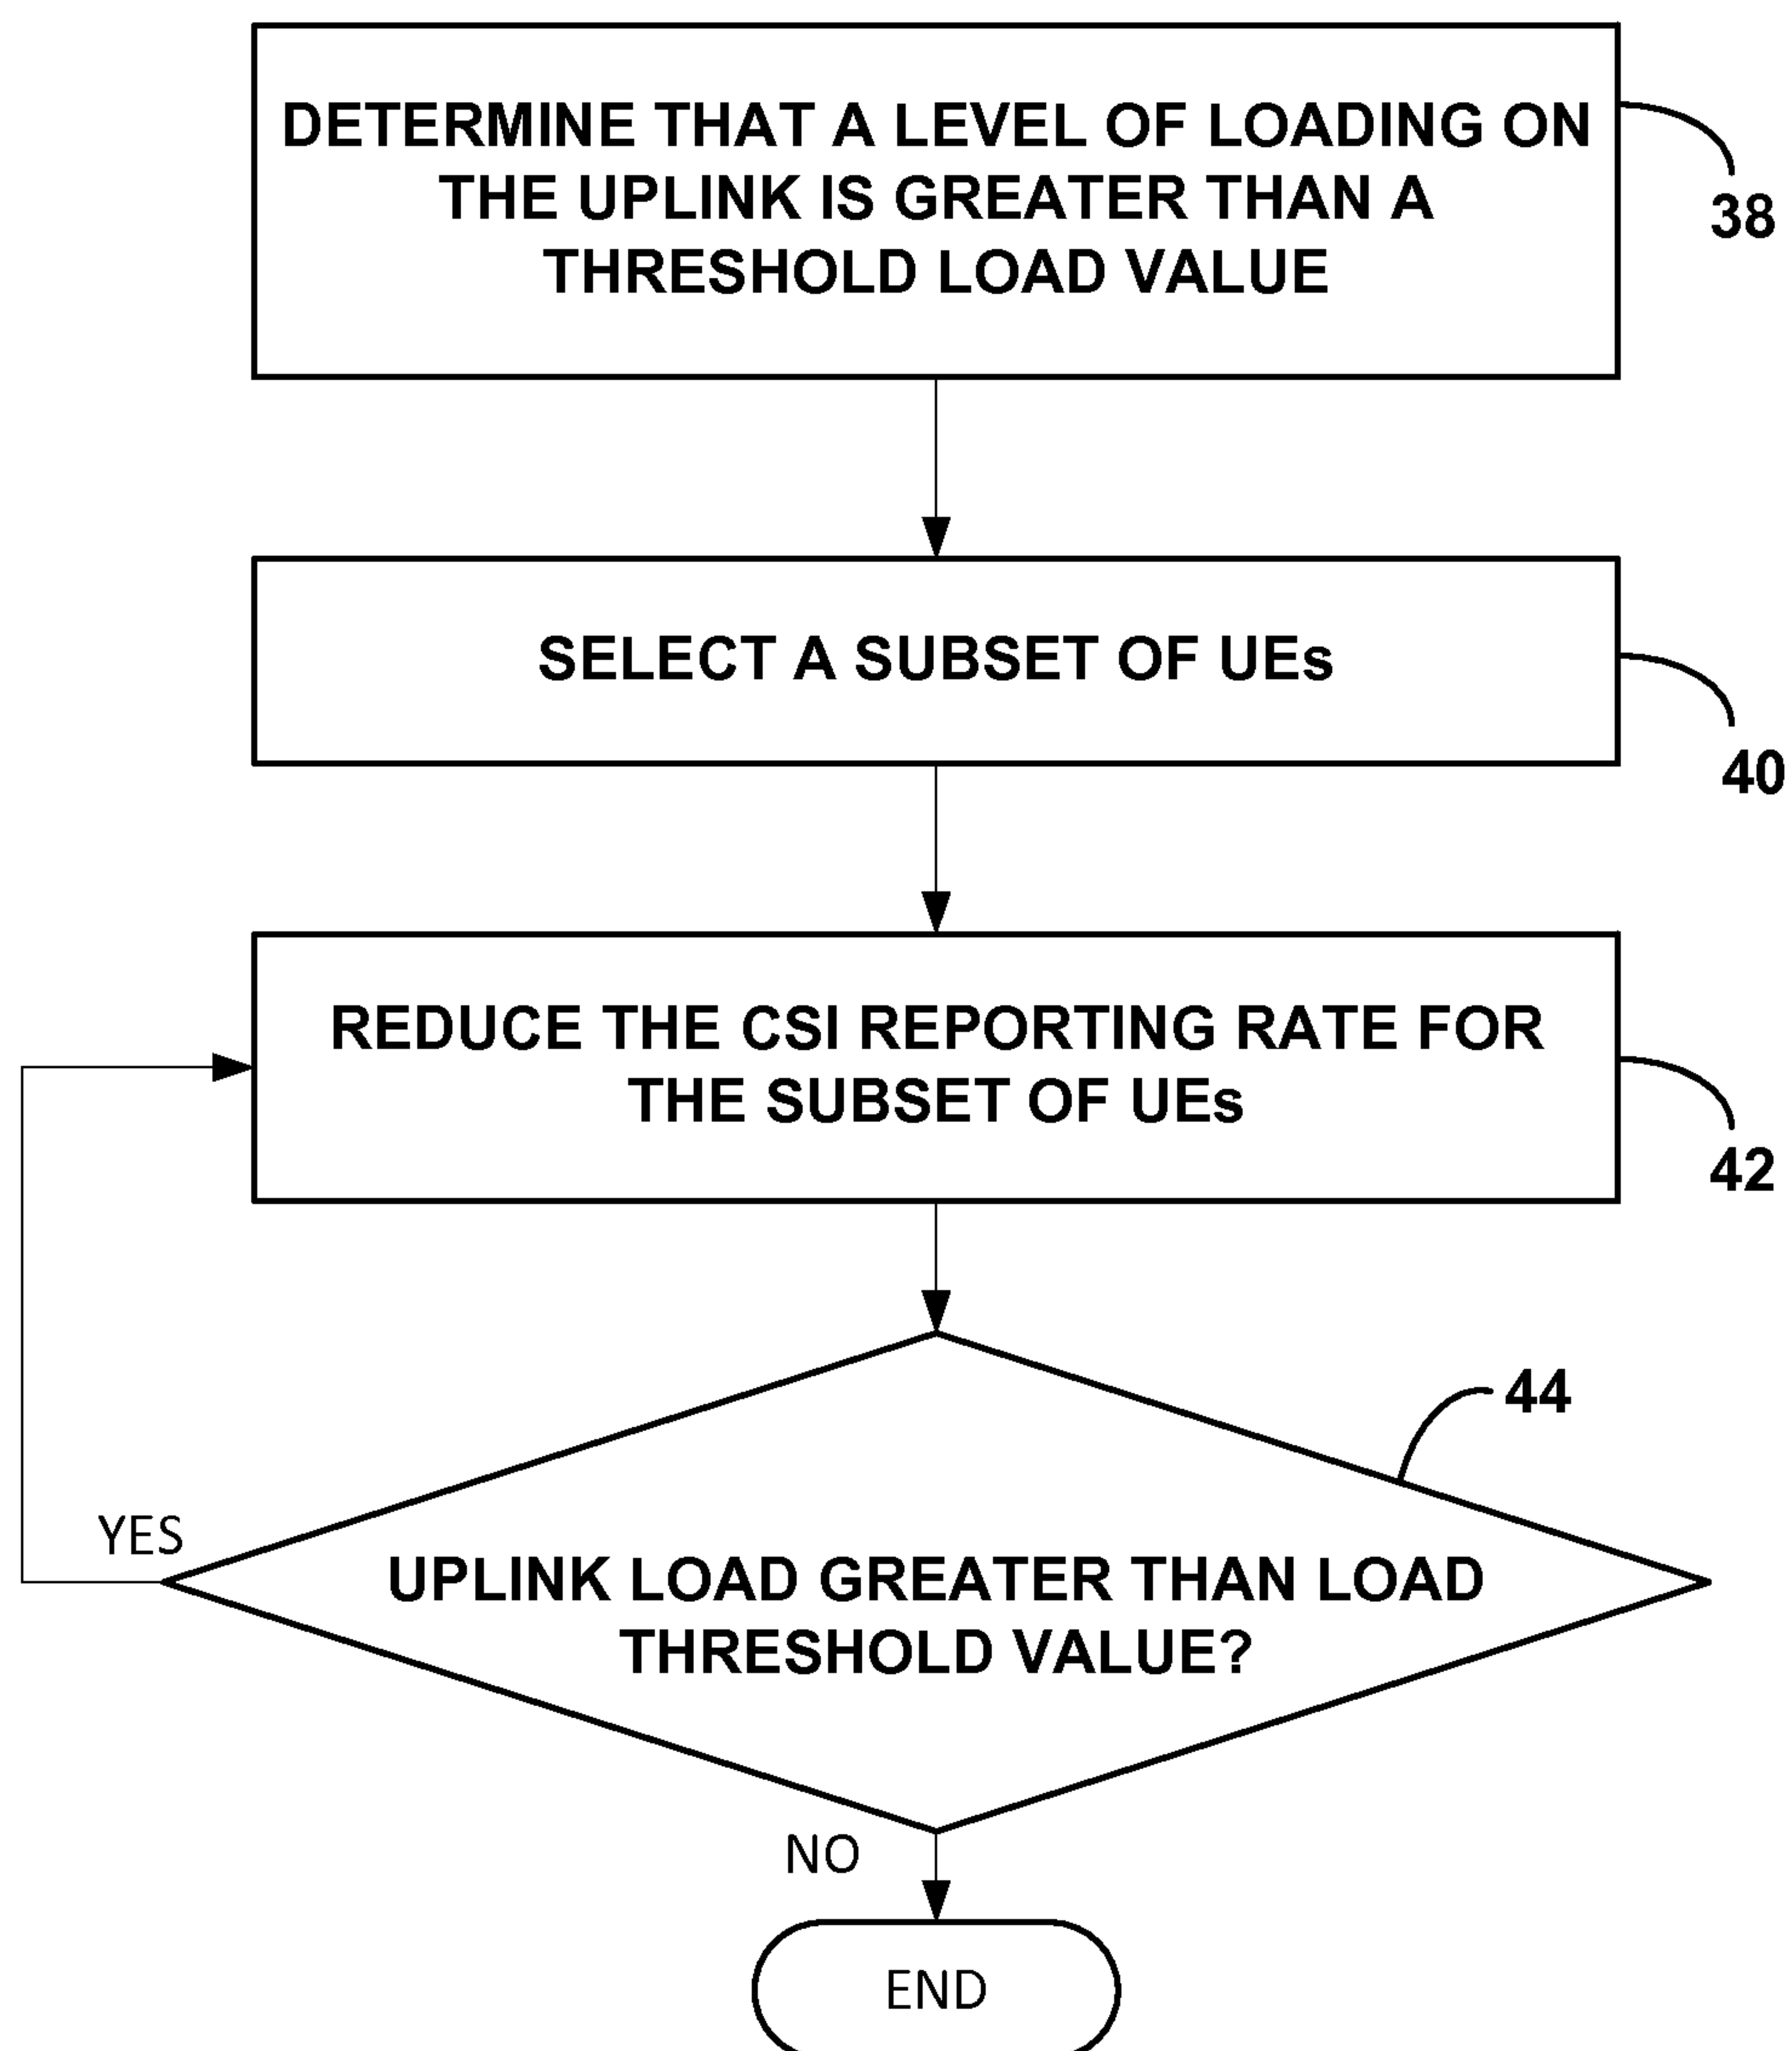 DETERMINE THAT A LEVEL OF LOADING ON
THE UPLINK IS GREATER THAN A
THRESHOLD LOAD VALUE
38
SELECT A SUBSET OF UEs
40
REDUCE THE CSI REPORTING RATE FOR
THE SUBSET OF UEs
42
44
YES
UPLINK LOAD GREATER THAN LOAD
THRESHOLD VALUE?
NO
END